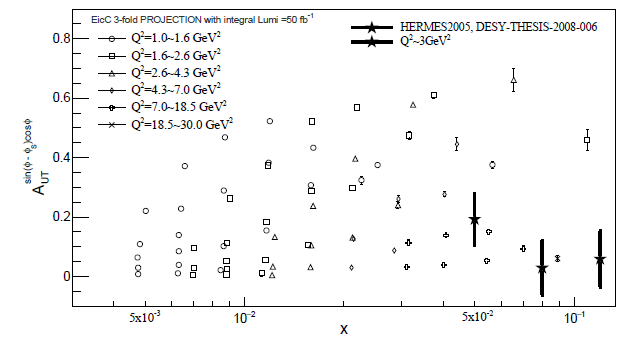 EicC 3-fold PROJECTION with integral Lumi =50 fb⁻¹
Q²=1.0~1.6 GeV²
Q²=1.6~2.6 GeV²
Q²=2.6~4.3 GeV²
Q²=4.3~7.0 GeV²
Q²=7.0~18.5 GeV²
Q²=18.5~30.0 GeV²
HERMES2005, DESY-THESIS-2008-006
Q²~3GeV²
A_UT^sin(ϕ - ϕ_s)cosϕ
0.8
0.6
0.4
0.2
0
5x10⁻³ 10⁻² 5x10⁻² 10⁻¹
x